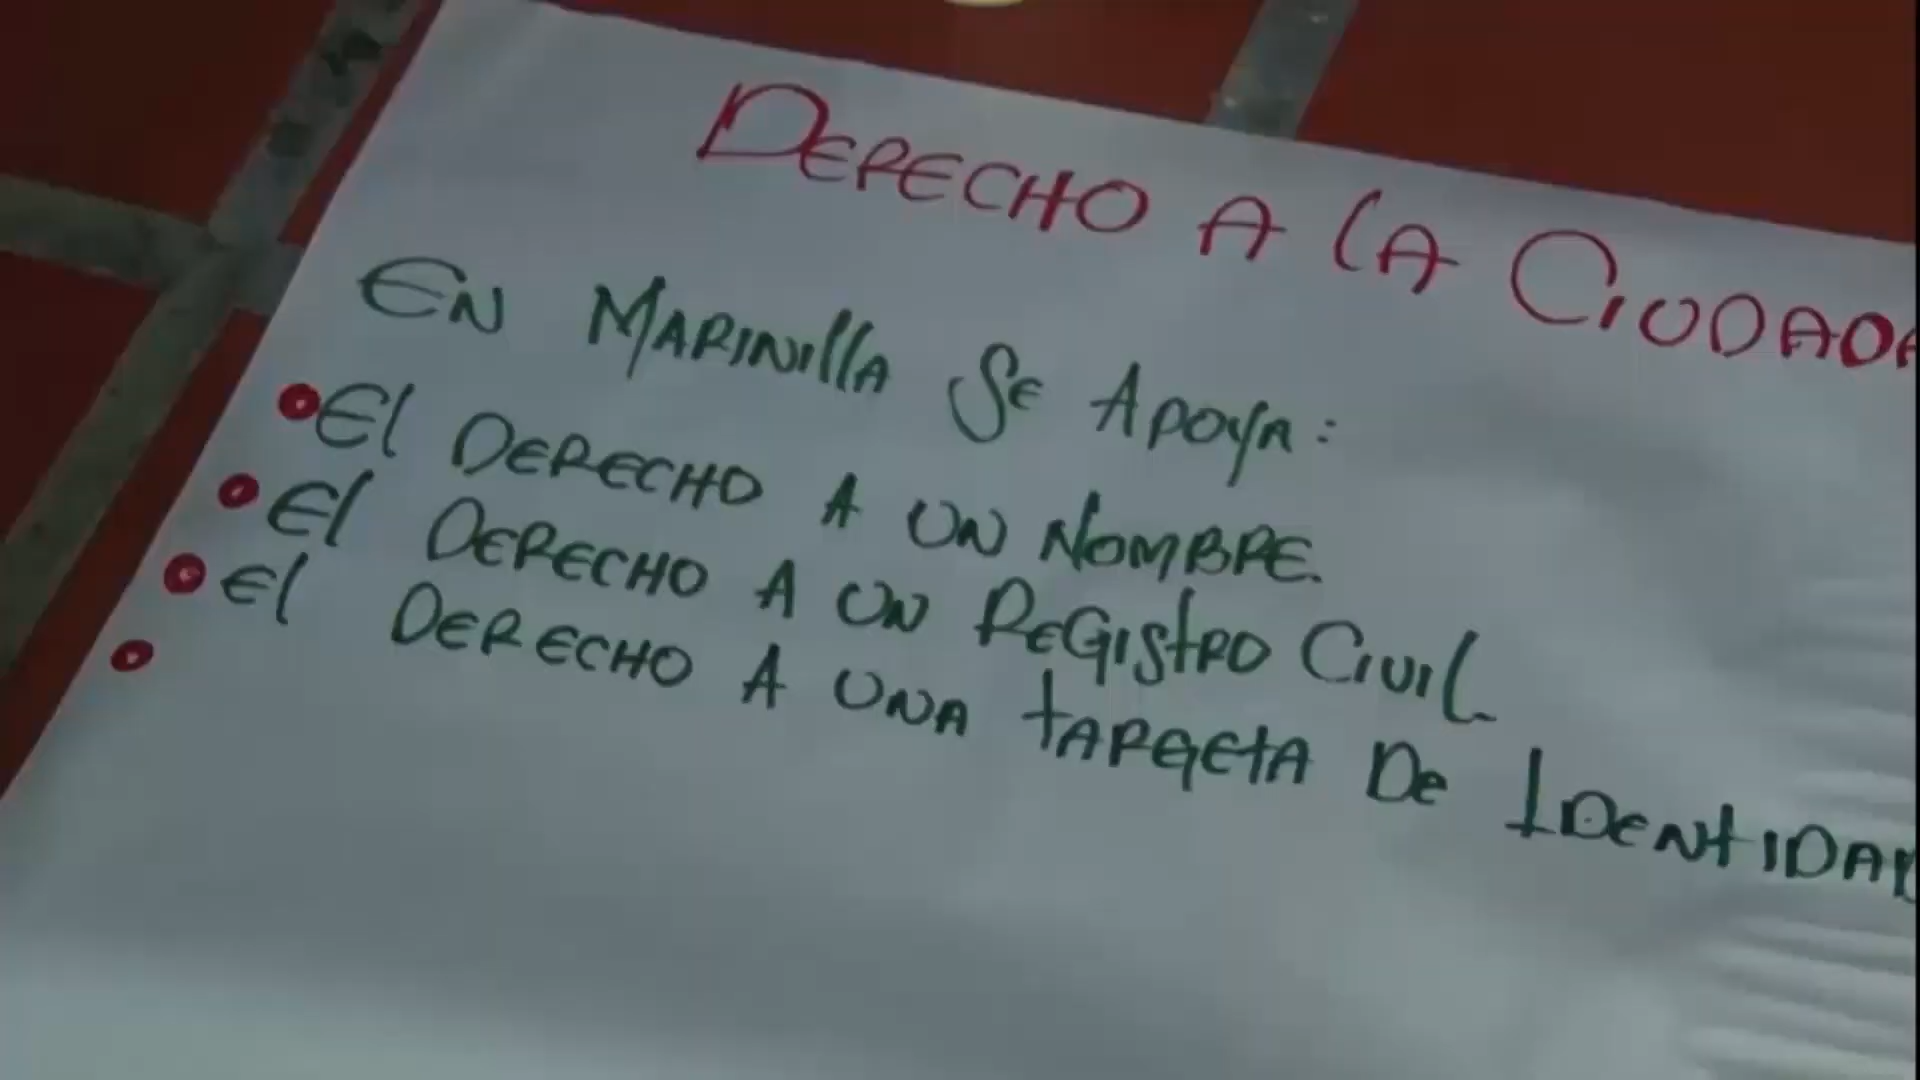 DERECHO A LA CIUDADA
EN MARINILLA SE APOYA:
• El DERECHO A UN NOMBRE.
• El DERECHO A UN REGISTRO CIVIL
• El DERECHO A UNA TARGETA De IDENTIDAD
•